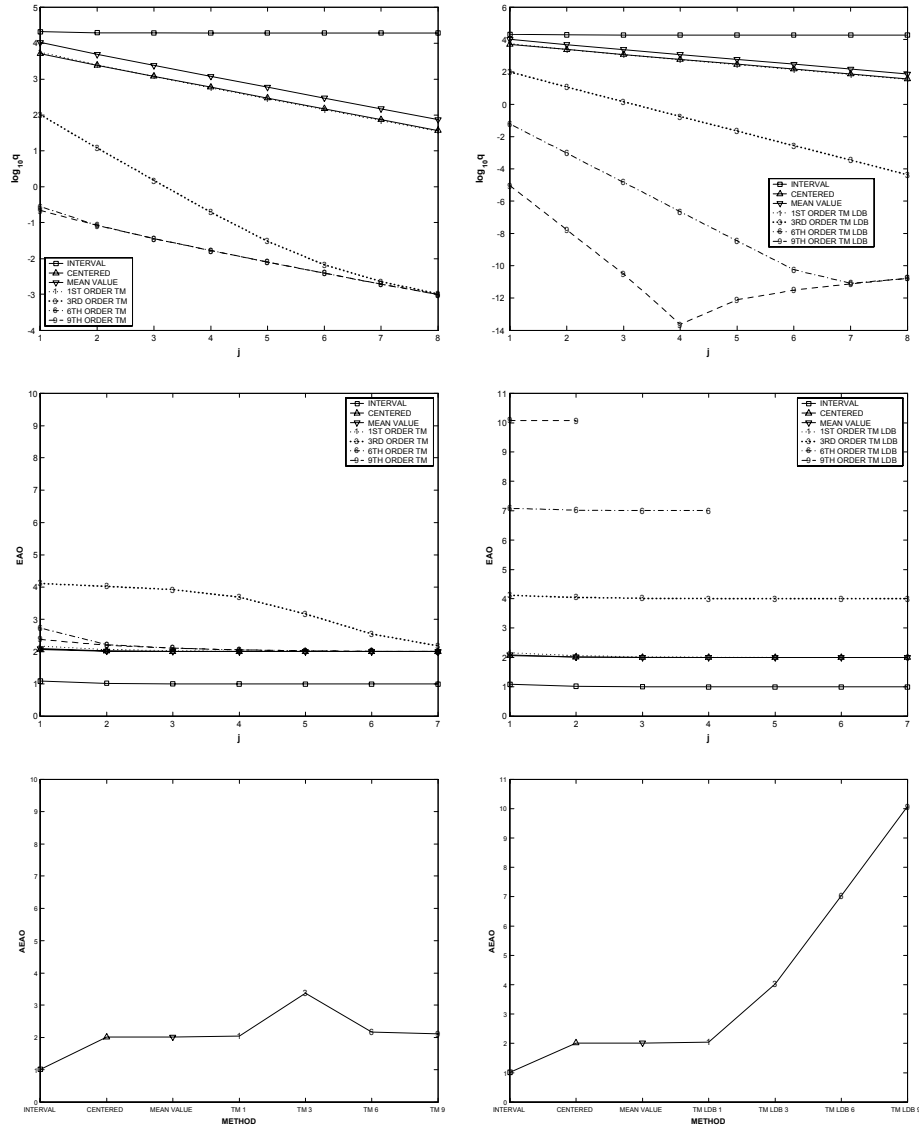 5
4
3
2
1
0
-1
-2
-3
-4
log10q
INTERVAL
CENTERED
MEAN VALUE
1ST ORDER TM
3RD ORDER TM
6TH ORDER TM
9TH ORDER TM
1 2 3 4 5 6 7 8
j
6
4
2
0
-2
-4
-6
-8
-10
-12
-14
log10q
INTERVAL
CENTERED
MEAN VALUE
1ST ORDER TM LDB
3RD ORDER TM LDB
6TH ORDER TM LDB
9TH ORDER TM LDB
1 2 3 4 5 6 7 8
j
10
9
8
7
6
5
4
3
2
1
0
EAO
INTERVAL
CENTERED
MEAN VALUE
1ST ORDER TM
3RD ORDER TM
6TH ORDER TM
9TH ORDER TM
1 2 3 4 5 6 7
j
11
10
9
8
7
6
5
4
3
2
1
0
EAO
INTERVAL
CENTERED
MEAN VALUE
1ST ORDER TM LDB
3RD ORDER TM LDB
6TH ORDER TM LDB
9TH ORDER TM LDB
1 2 3 4 5 6 7
j
10
9
8
7
6
5
4
3
2
1
0
AEAO
INTERVAL CENTERED MEAN VALUE TM 1 TM 3 TM 6 TM 9
METHOD
11
10
9
8
7
6
5
4
3
2
1
0
AEAO
INTERVAL CENTERED MEAN VALUE TM LDB 1 TM LDB 3 TM LDB 6 TM LDB 9
METHOD